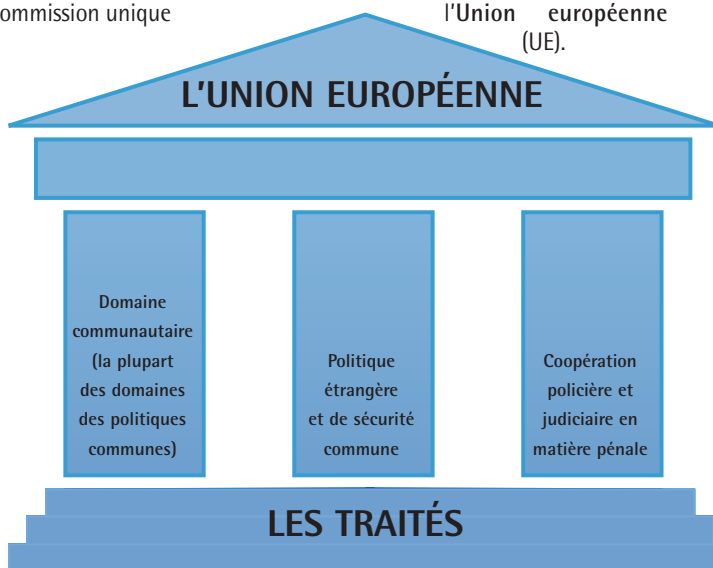 ommission unique
l'Union européenne
(UE).
L'UNION EUROPÉENNE
Domaine
communautaire
(la plupart
des domaines
des politiques
communes)
Politique
étrangère
et de sécurité
commune
Coopération
policière et
judiciaire en
matière pénale
LES TRAITÉS